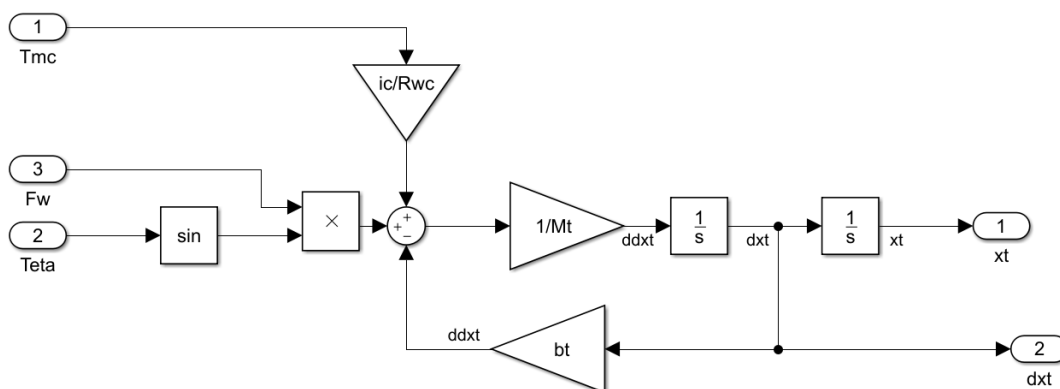 1
Tmc
ic/Rwc
3
Fw
2
Teta
sin
×
+
+
−
1/Mt
ddxt
1
s
dxt
1
s
xt
1
xt
ddxt
bt
2
dxt